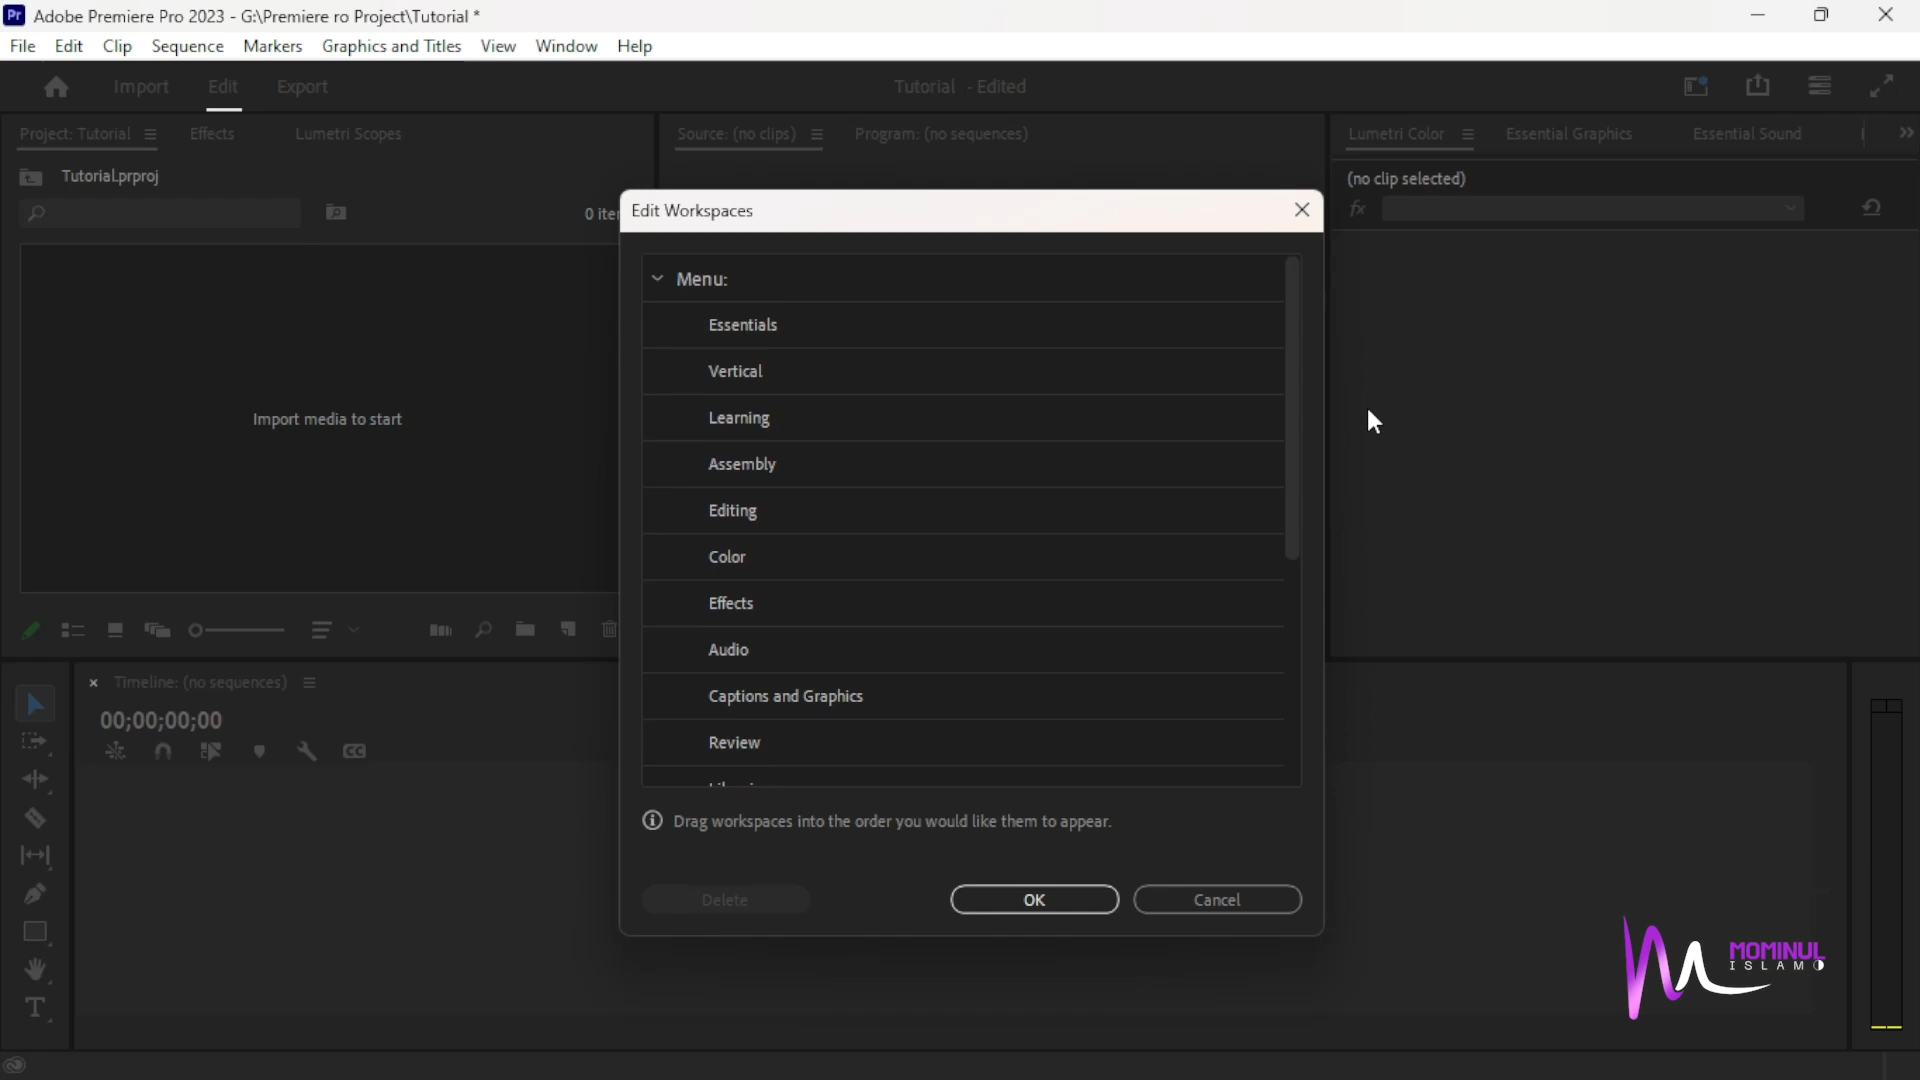 Pr Adobe Premiere Pro 2023 - G:\Premiere ro Project\Tutorial *
File Edit Clip Sequence Markers Graphics and Titles View Window Help
Import Edit Export Tutorial - Edited
Project: Tutorial Effects Lumetri Scopes Source: (no clips) Program: (no sequences) Lumetri Color Essential Graphics Essential Sound
Tutorial.prproj
(no clip selected)
fx
Edit Workspaces
Menu:
Essentials
Vertical
Learning
Assembly
Editing
Color
Effects
Audio
Captions and Graphics
Review
Import media to start
Drag workspaces into the order you would like them to appear.
Delete OK Cancel
Timeline: (no sequences)
00;00;00;00
CC
MOMINUL
ISLAM